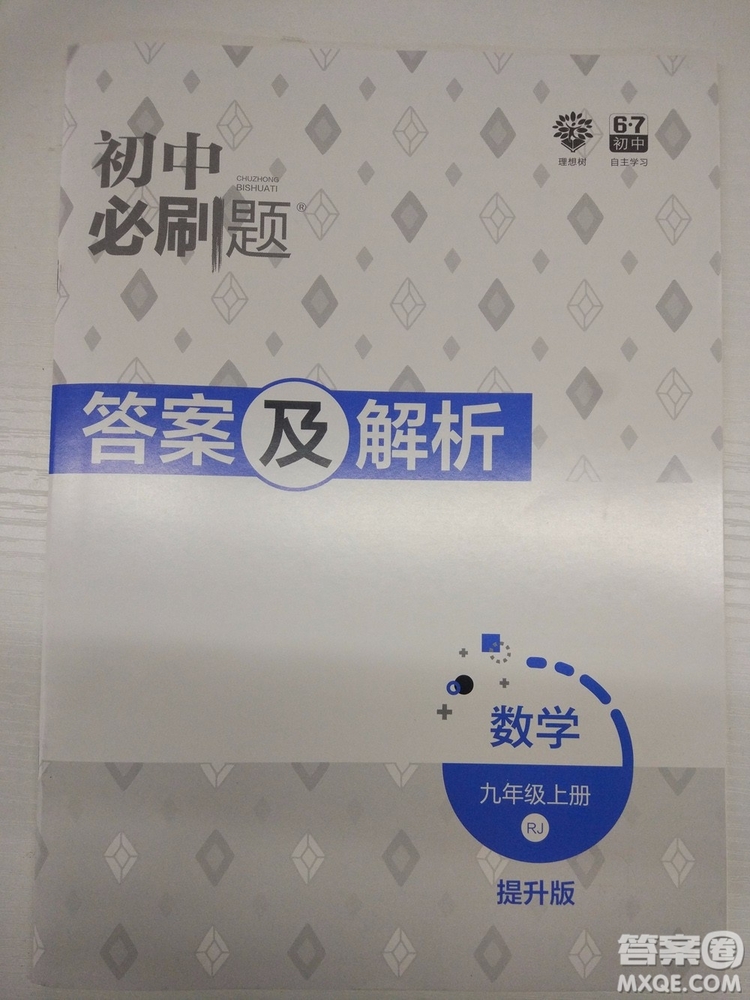 初中
CHUZHONG
BISHUATI
必刷题®
理想树
6·7
初中
自主学习
答案及解析
数学
九年级上册
RJ
提升版
答案圈
MXQE.COM